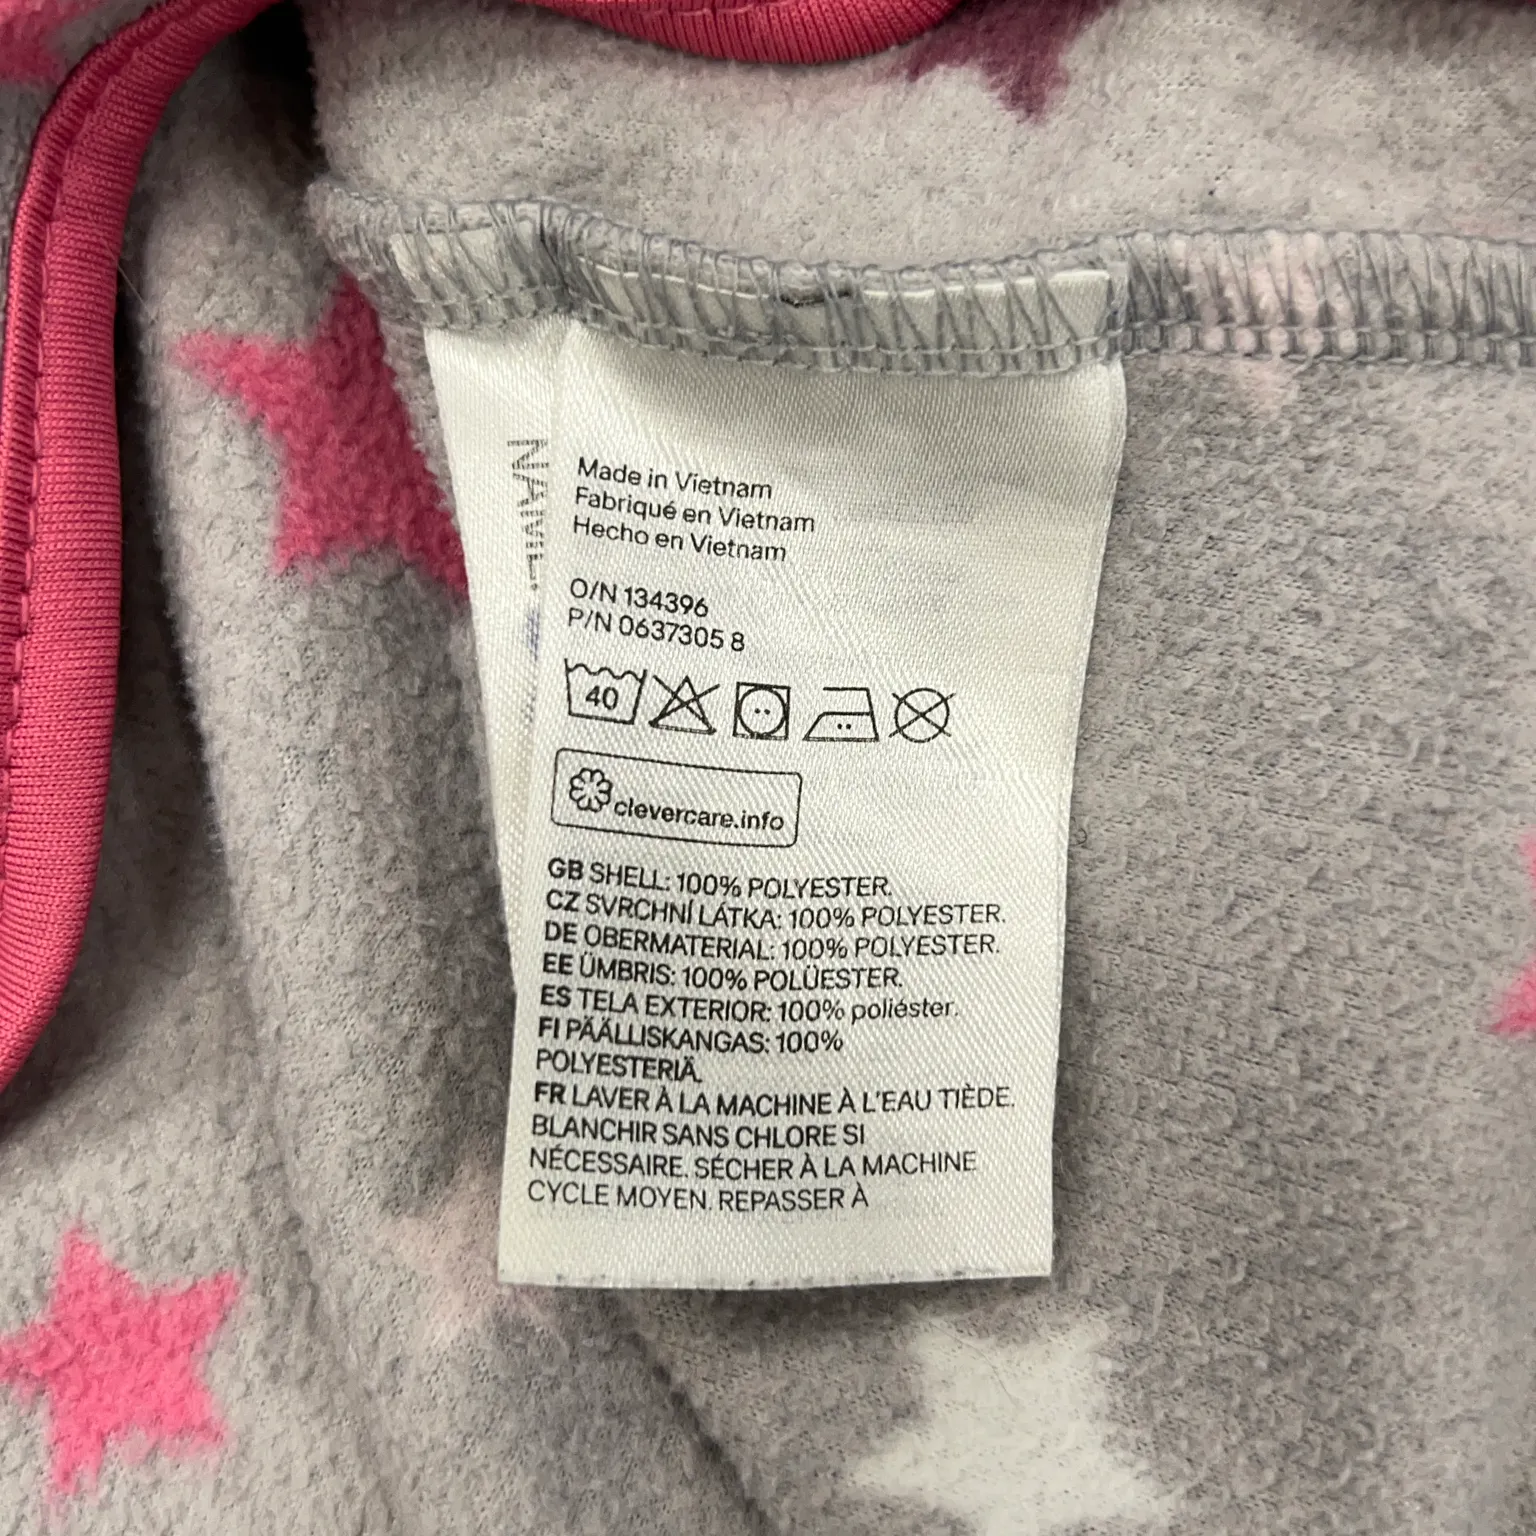 NAME:
Made in Vietnam
Fabriqué en Vietnam
Hecho en Vietnam
O/N 134396
P/N 0637305 8
40
clevercare.info
GB SHELL: 100% POLYESTER.
CZ SVRCHNÍ LÁTKA: 100% POLYESTER.
DE OBERMATERIAL: 100% POLYESTER.
EE ÜMBRIS: 100% POLÜESTER.
ES TELA EXTERIOR: 100% poliéster.
FI PÄÄLLISKANGAS: 100%
POLYESTERIÄ.
FR LAVER À LA MACHINE À L'EAU TIÈDE.
BLANCHIR SANS CHLORE SI
NÉCESSAIRE. SÉCHER À LA MACHINE
CYCLE MOYEN. REPASSER À